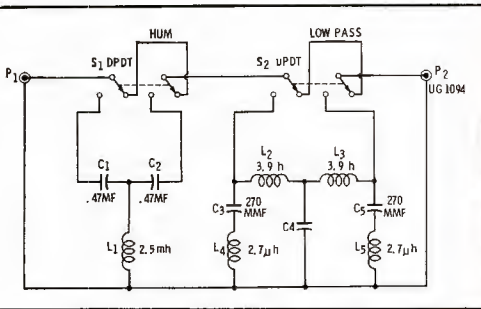 HUM
LOW PASS
P1
S1 DPDT
S2 uPDT
P2
UG 1094
L2
3.9 h
L3
3.9 h
C1
C2
.47MF
.47MF
C3
270
MMF
C4
C5
270
MMF
L1
2.5mh
L4
2.7μh
L5
2.7μh